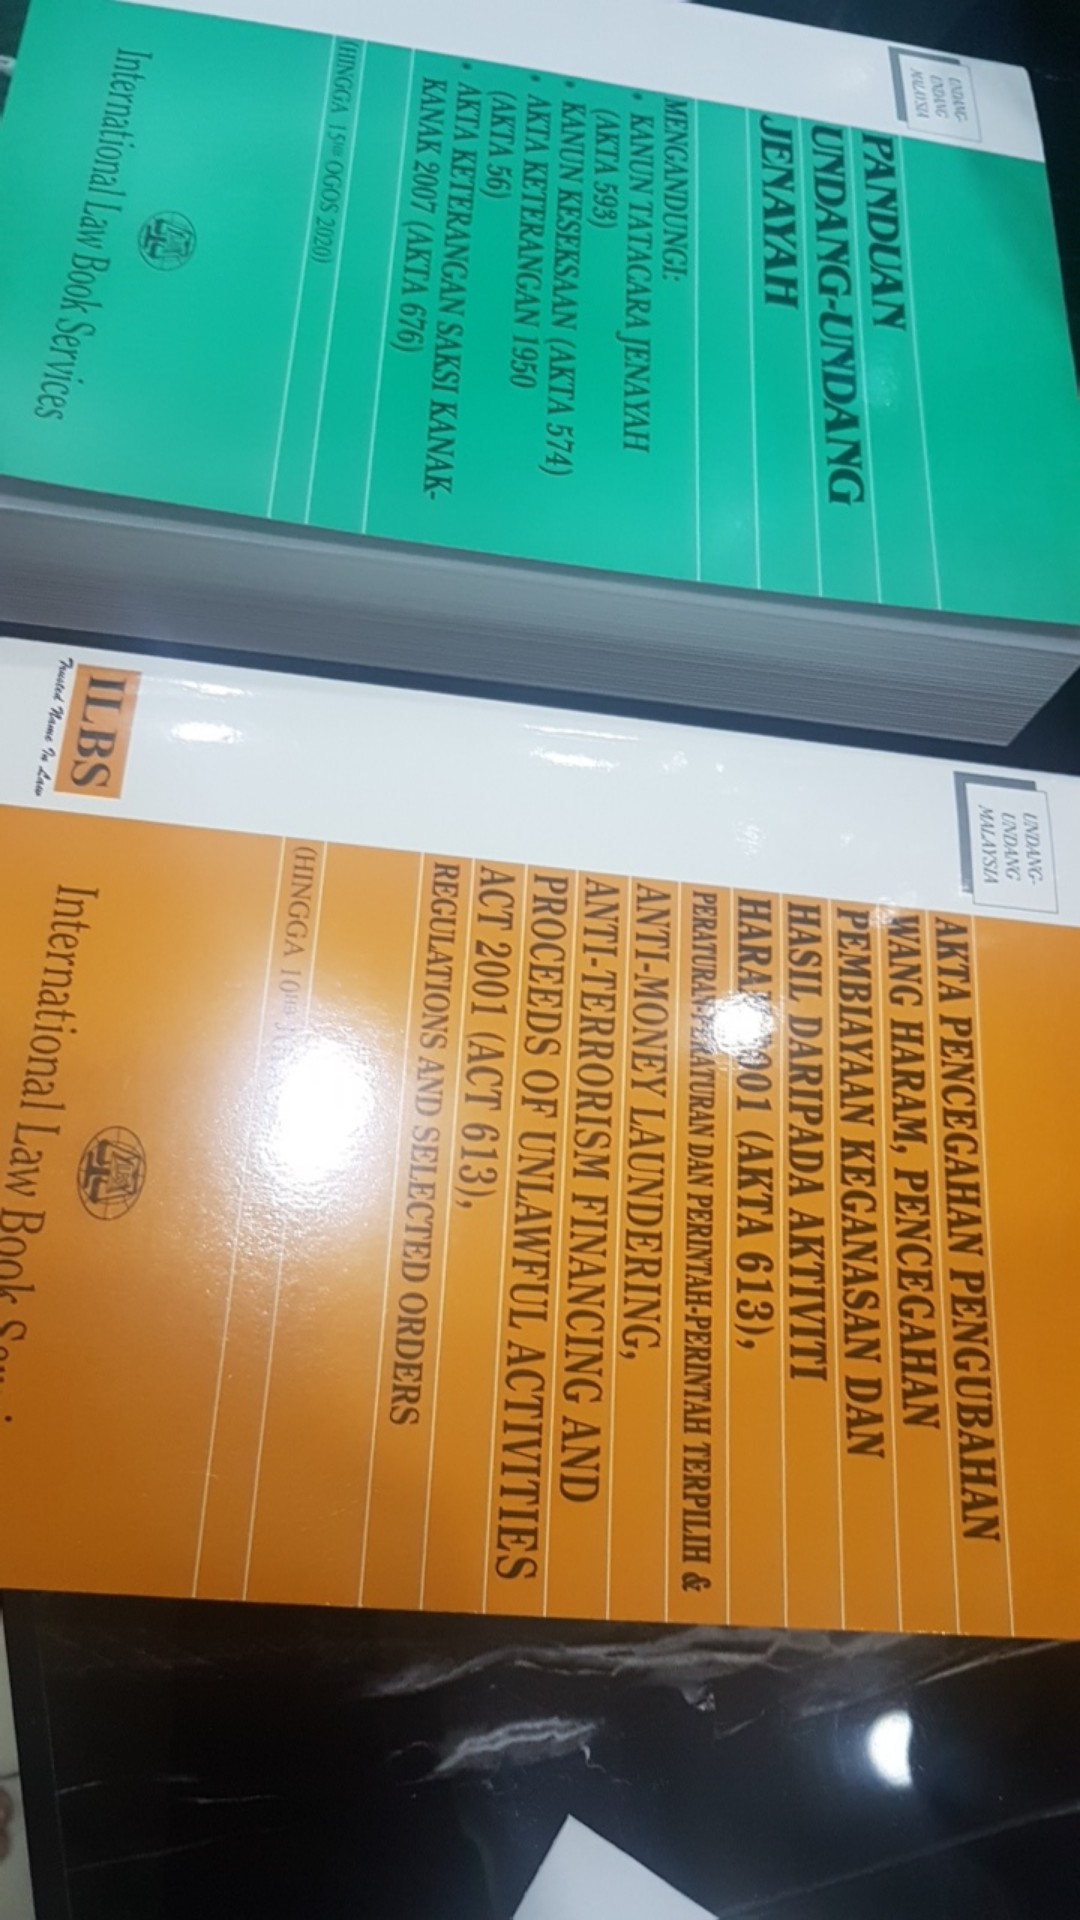 UNDANG-
UNDANG
MALAYSIA
PANDUAN
UNDANG-UNDANG
JENAYAH
MENGANDUNGI:
• KANUN TATACARA JENAYAH
(AKTA 593)
• KANUN KESEKSAAN (AKTA 574)
• AKTA KETERANGAN 1950
(AKTA 56)
• AKTA KETERANGAN SAKSI KANAK-
KANAK 2007 (AKTA 676)
(HINGGA 15HB OGOS 2020)
International Law Book Services
UNDANG-
UNDANG
MALAYSIA
AKTA PENCEGAHAN PENGUBAHAN
WANG HARAM, PENCEGAHAN
PEMBIAYAAN KEGANASAN DAN
HASIL DARIPADA AKTIVITI
HARAM 2001 (AKTA 613),
PERATURAN-PERATURAN DAN PERINTAH-PERINTAH TERPILIH &
ANTI-MONEY LAUNDERING,
ANTI-TERRORISM FINANCING AND
PROCEEDS OF UNLAWFUL ACTIVITIES
ACT 2001 (ACT 613),
REGULATIONS AND SELECTED ORDERS
(HINGGA 10HB
ILBS
Trusted Name In Law
International Law Book